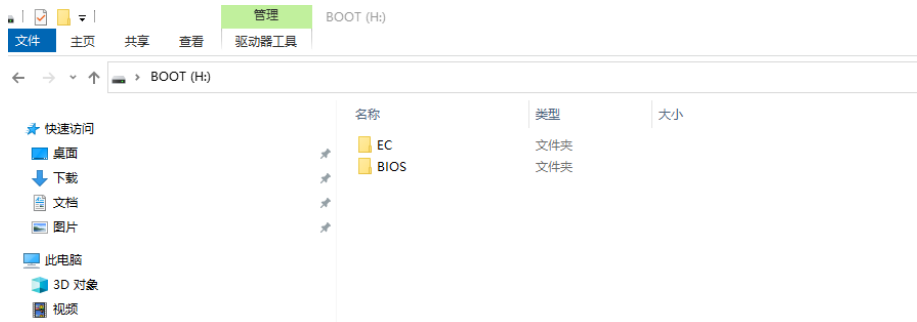 管理 BOOT (H:)
文件 主页 共享 查看 驱动器工具
BOOT (H:)
名称 类型 大小
快速访问
EC 文件夹
桌面
BIOS 文件夹
下载
文档
图片
此电脑
3D 对象
视频